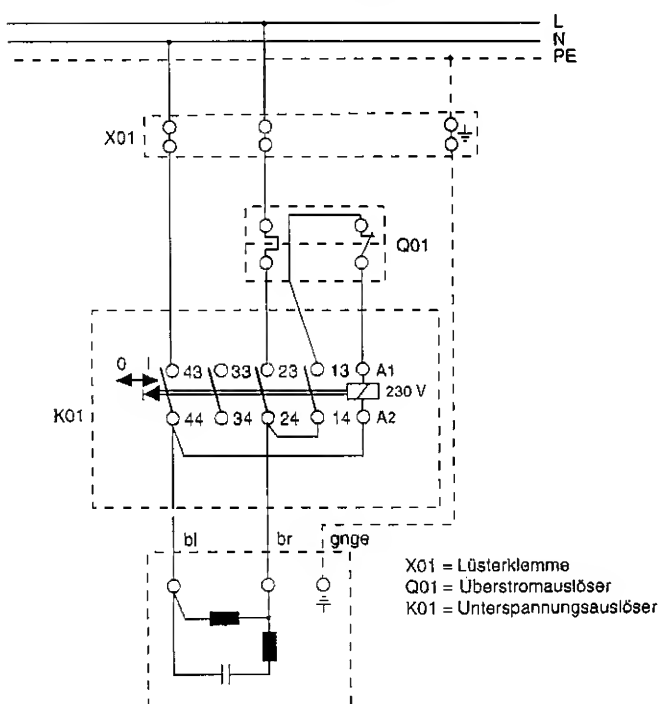 L
N
PE
X01
Q01
0 I
43 33 23 13 A1
230 V
K01
44 34 24 14 A2
bl br gnge
X01 = Lüsterklemme
Q01 = Überstromauslöser
K01 = Unterspannungsauslöser